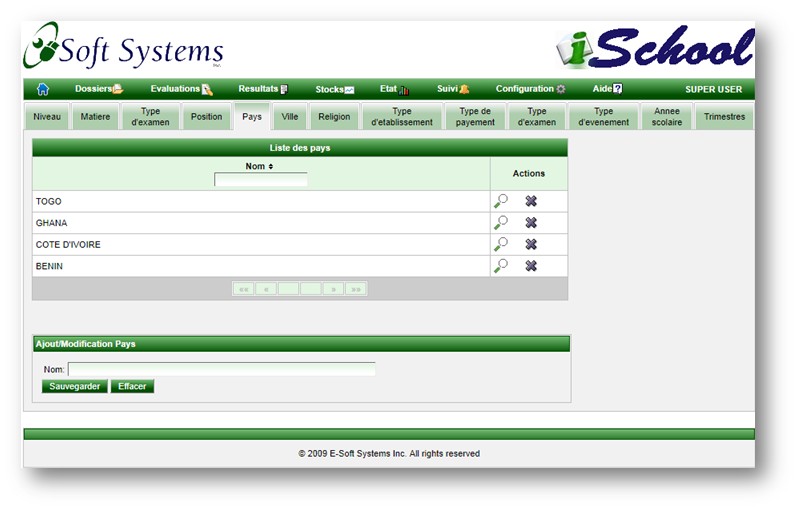 Soft Systems
iSchool
Dossiers Evaluations Resultats Stocks Etat Suivi Configuration Aide SUPER USER
Niveau Matiere Type d'examen Position Pays Ville Religion Type d'etablissement Type de payement Type d'examen Type d'evenement Annee scolaire Trimestres
Liste des pays
Nom Actions
TOGO
GHANA
COTE D'IVOIRE
BENIN
Ajout/Modification Pays
Nom:
Sauvegarder Effacer
© 2009 E-Soft Systems Inc. All rights reserved